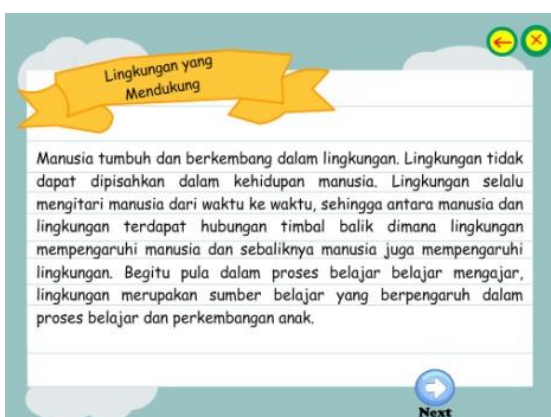 Lingkungan yang
Mendukung
Manusia tumbuh dan berkembang dalam lingkungan. Lingkungan tidak
dapat dipisahkan dalam kehidupan manusia. Lingkungan selalu
mengitari manusia dari waktu ke waktu, sehingga antara manusia dan
lingkungan terdapat hubungan timbal balik dimana lingkungan
mempengaruhi manusia dan sebaliknya manusia juga mempengaruhi
lingkungan. Begitu pula dalam proses belajar belajar mengajar,
lingkungan merupakan sumber belajar yang berpengaruh dalam
proses belajar dan perkembangan anak.
Next